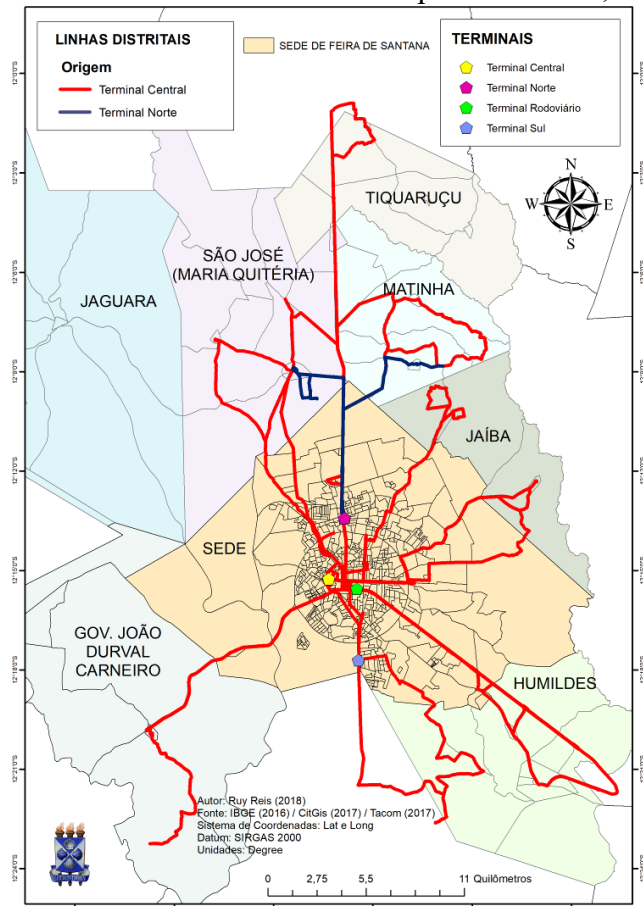 LINHAS DISTRITAIS
Origem
Terminal Central
Terminal Norte
SEDE DE FEIRA DE SANTANA
TERMINAIS
Terminal Central
Terminal Norte
Terminal Rodoviário
Terminal Sul
N
W
E
S
TIQUARUÇU
SÃO JOSÉ
(MARIA QUITÉRIA)
MATINHA
JAGUARA
JAÍBA
SEDE
GOV. JOÃO
DURVAL
CARNEIRO
HUMILDES
Autor: Ruy Reis (2018)
Fonte: IBGE (2016) / CitGis (2017) / Tacom (2017)
Sistema de Coordenadas: Lat e Long
Datum: SIRGAS 2000
Unidades: Degree
0 2,75 5,5 11 Quilômetros